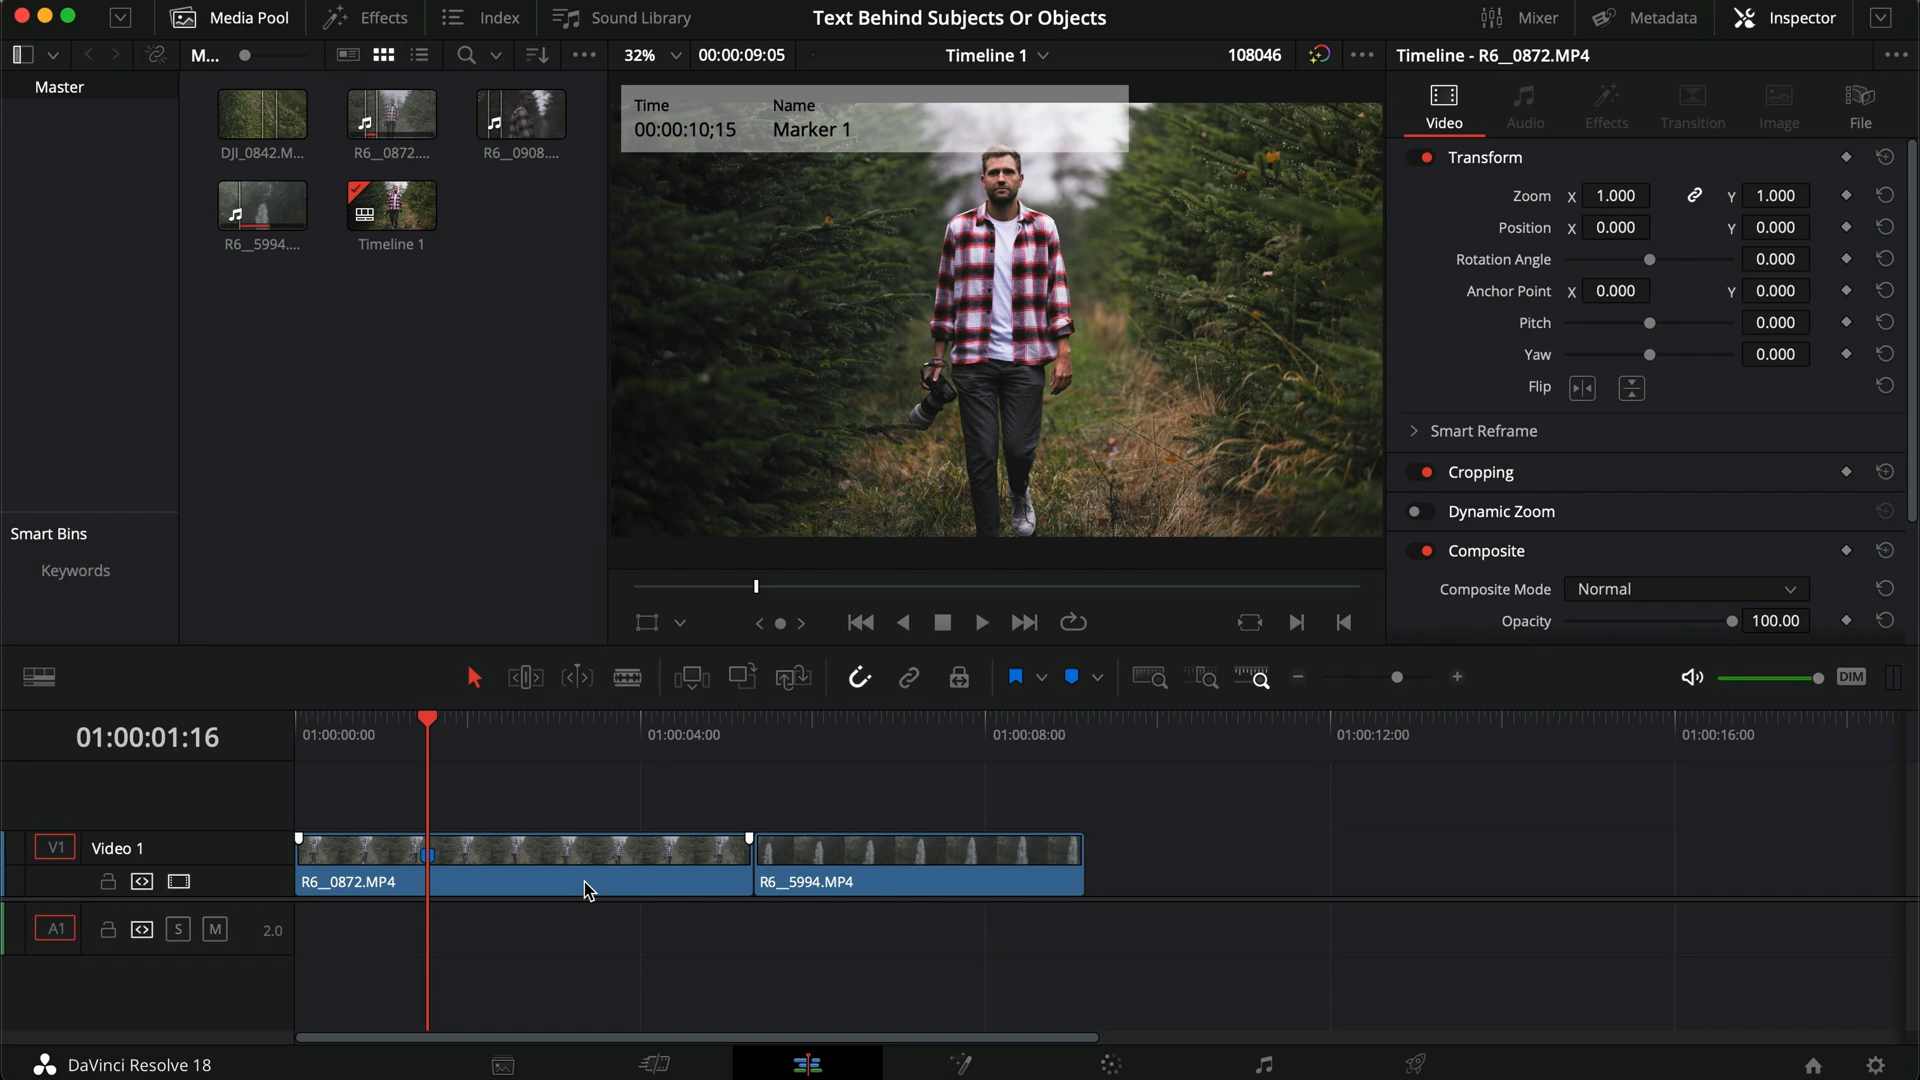 Media Pool
Effects
Index
Sound Library
Text Behind Subjects Or Objects
Mixer
Metadata
Inspector
M...
32%
00:00:09:05
Timeline 1
108046
Timeline - R6__0872.MP4
Master
DJI_0842.M...
R6__0872....
R6__0908....
R6__5994....
Timeline 1
Smart Bins
Keywords
Time
Name
00:00:10;15
Marker 1
Video
Audio
Effects
Transition
Image
File
Transform
Zoom X 1.000 Y 1.000
Position X 0.000 Y 0.000
Rotation Angle 0.000
Anchor Point X 0.000 Y 0.000
Pitch 0.000
Yaw 0.000
Flip
Smart Reframe
Cropping
Dynamic Zoom
Composite
Composite Mode Normal
Opacity 100.00
DIM
01:00:01:16
01:00:00:00
01:00:04:00
01:00:08:00
01:00:12:00
01:00:16:00
V1 Video 1
R6__0872.MP4
R6__5994.MP4
A1 S M 2.0
DaVinci Resolve 18